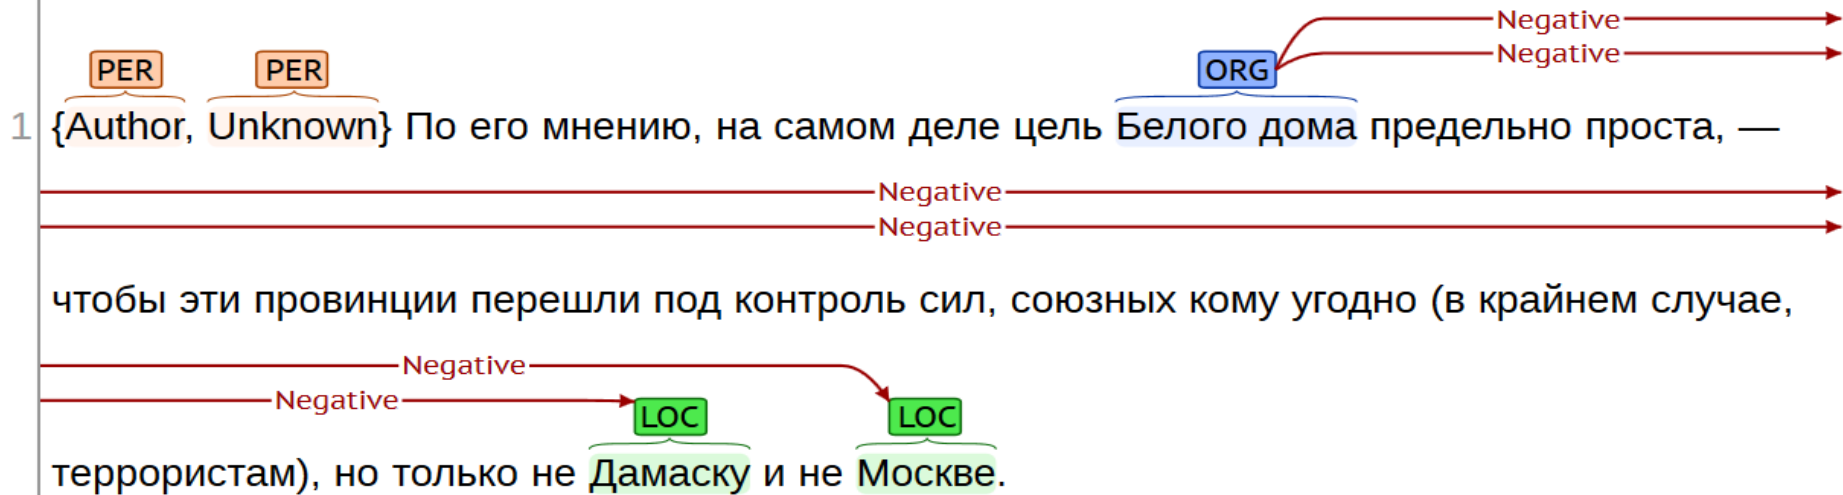 Negative
Negative
PER PER ORG
1 {Author, Unknown} По его мнению, на самом деле цель Белого дома предельно проста, —
Negative
Negative
чтобы эти провинции перешли под контроль сил, союзных кому угодно (в крайнем случае,
Negative
Negative
LOC LOC
террористам), но только не Дамаску и не Москве.